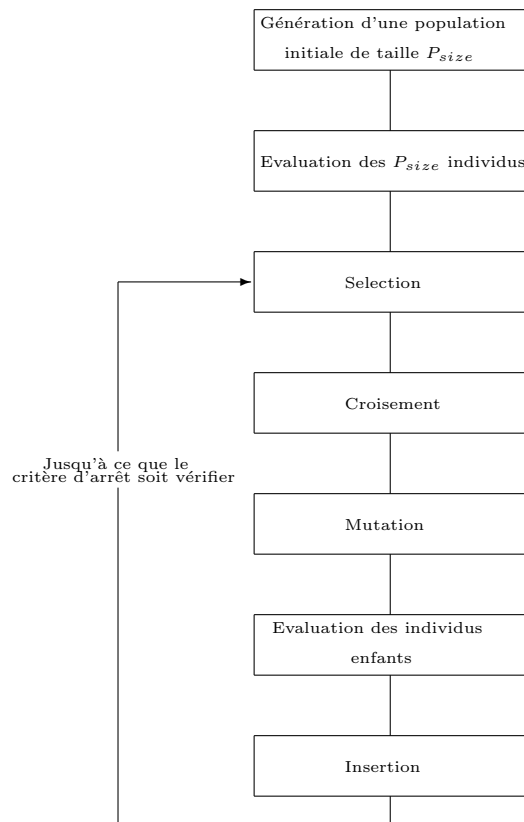 Génération d'une population
initiale de taille P_size
Evaluation des P_size individus
Selection
Croisement
Jusqu'à ce que le
critère d'arrêt soit vérifier
Mutation
Evaluation des individus
enfants
Insertion